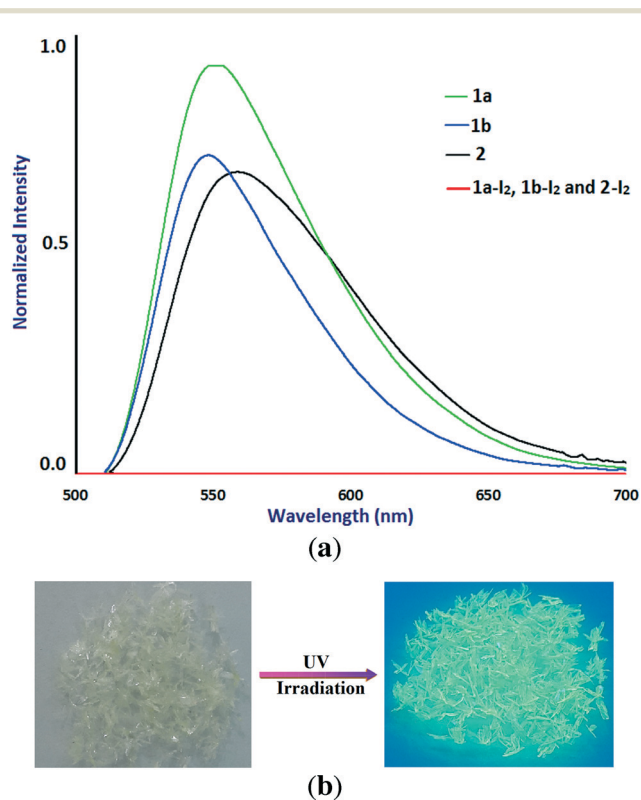 1.0
1a
1b
2
1a-I₂, 1b-I₂ and 2-I₂
Normalized Intensity
0.5
0.0
500 550 600 650 700
Wavelength (nm)
(a)
UV
Irradiation
(b)